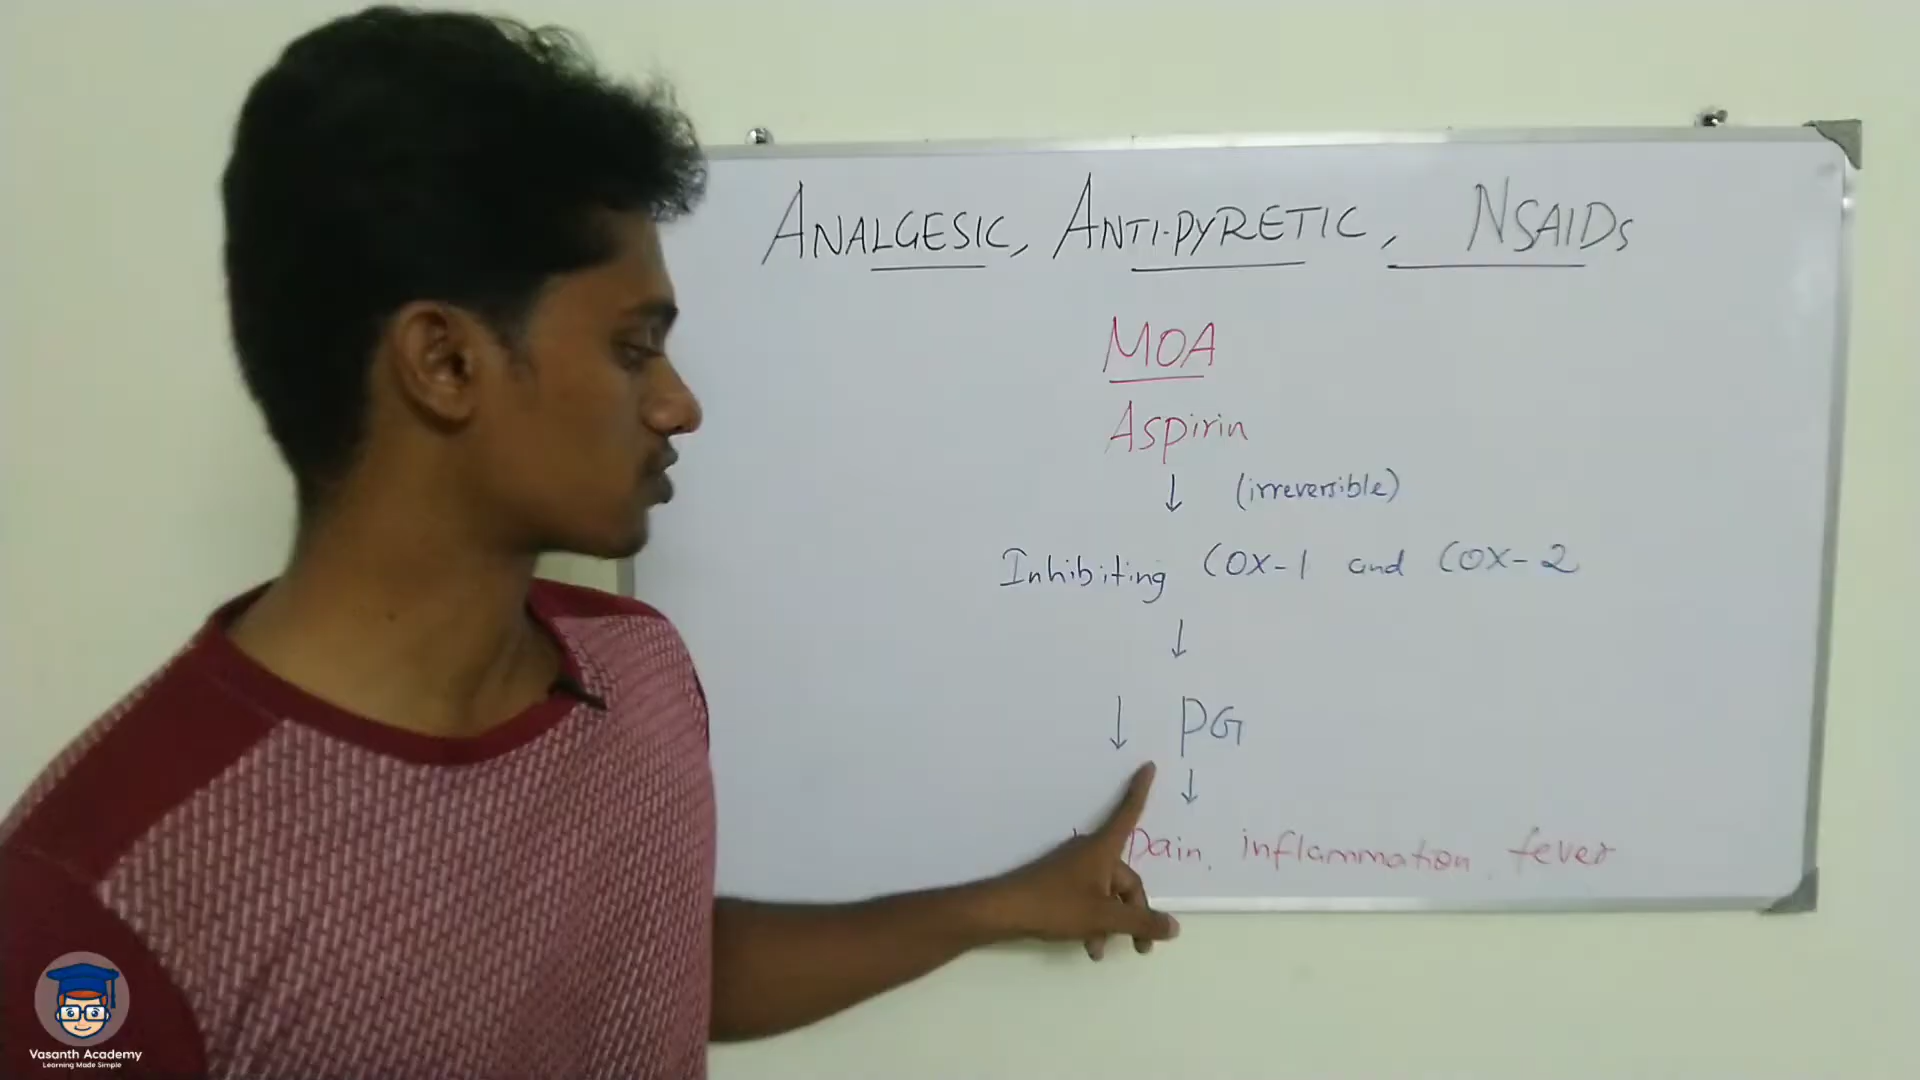 ANALGESIC, ANTI-PYRETIC, NSAIDs
MOA
Aspirin
↓ (irreversible)
Inhibiting COX-1 and COX-2
↓
↓ PG
↓
Pain, inflammation, fever
Vasanth Academy
Learning Made Simple